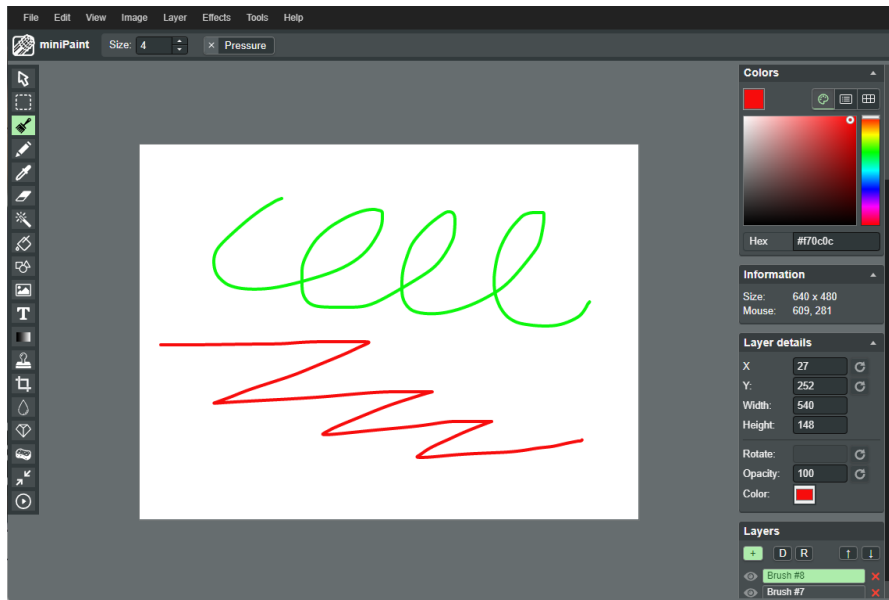 File Edit View Image Layer Effects Tools Help
miniPaint Size: 4 × Pressure
Colors
Hex #f70c0c
Information
Size: 640 x 480
Mouse: 609, 281
Layer details
X 27
Y: 252
Width: 540
Height: 148
Rotate:
Opacity: 100
Color:
Layers
+ D R ↑ ↓
Brush #8
Brush #7